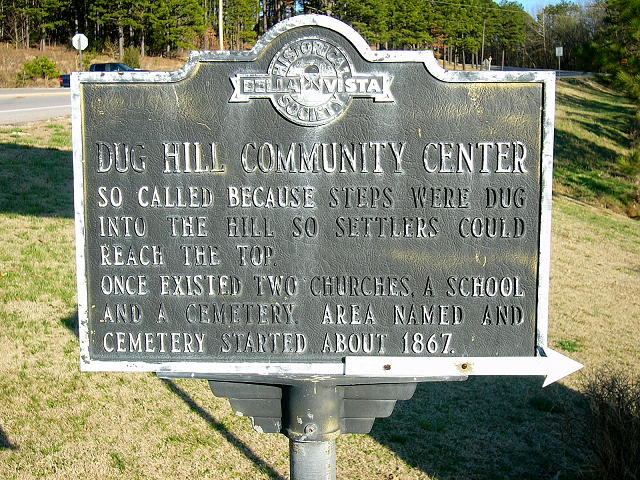 HISTORICAL
BELLA VISTA
SOCIETY
DUG HILL COMMUNITY CENTER
SO CALLED BECAUSE STEPS WERE DUG
INTO THE HILL SO SETTLERS COULD
REACH THE TOP.
ONCE EXISTED TWO CHURCHES, A SCHOOL
AND A CEMETERY. AREA NAMED AND
CEMETERY STARTED ABOUT 1867.